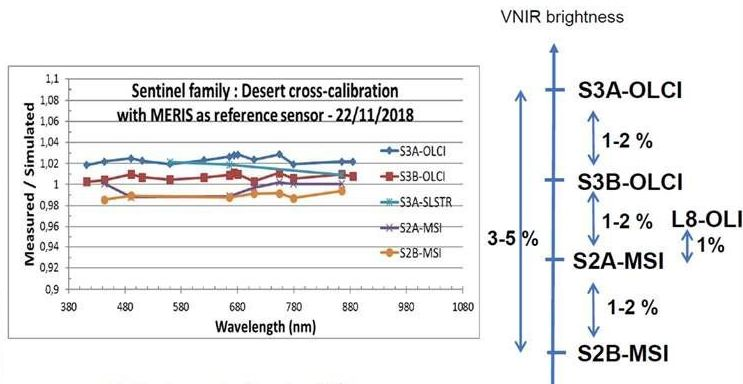 VNIR brightness
Sentinel family : Desert cross-calibration
with MERIS as reference sensor - 22/11/2018
Measured / Simulated
1,1
1,08
1,06
1,04
1,02
1
0,98
0,96
0,94
0,92
0,9
380
480
580
680
780
880
980
1080
Wavelength (nm)
S3A-OLCI
S3B-OLCI
S3A-SLSTR
S2A-MSI
S2B-MSI
S3A-OLCI
1-2 %
S3B-OLCI
1-2 %
L8-OLI
3-5 %
1%
S2A-MSI
1-2 %
S2B-MSI